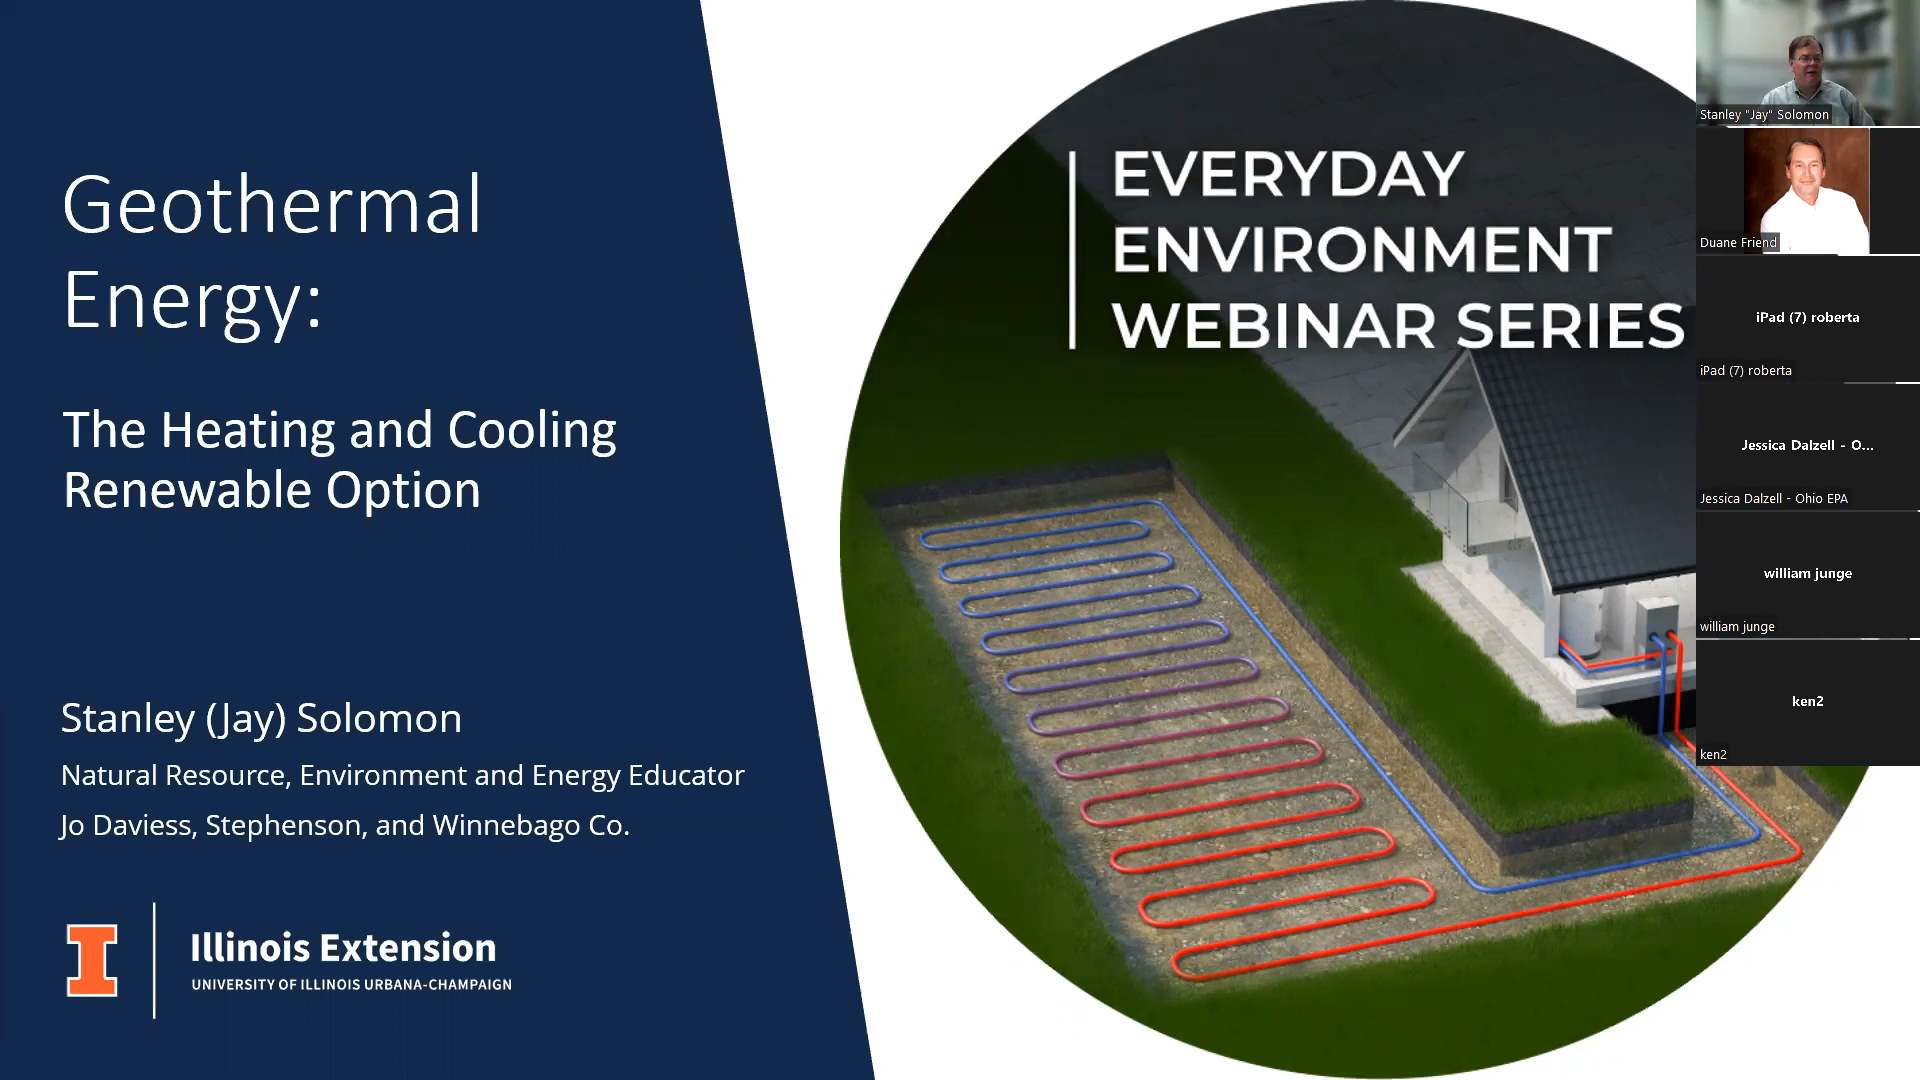 Geothermal
Energy:
The Heating and Cooling
Renewable Option
Stanley (Jay) Solomon
Natural Resource, Environment and Energy Educator
Jo Daviess, Stephenson, and Winnebago Co.
I
Illinois Extension
UNIVERSITY OF ILLINOIS URBANA-CHAMPAIGN
EVERYDAY
ENVIRONMENT
WEBINAR SERIES
Stanley "Jay" Solomon
Duane Friend
iPad (7) roberta
iPad (7) roberta
Jessica Dalzell - O...
Jessica Dalzell - Ohio EPA
william junge
william junge
ken2
ken2